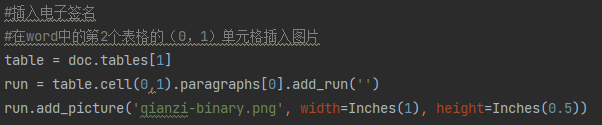 #插入电子签名
#在word中的第2个表格的（0，1）单元格插入图片
table = doc.tables[1]
run = table.cell(0,1).paragraphs[0].add_run('')
run.add_picture('qianzi-binary.png', width=Inches(1), height=Inches(0.5))